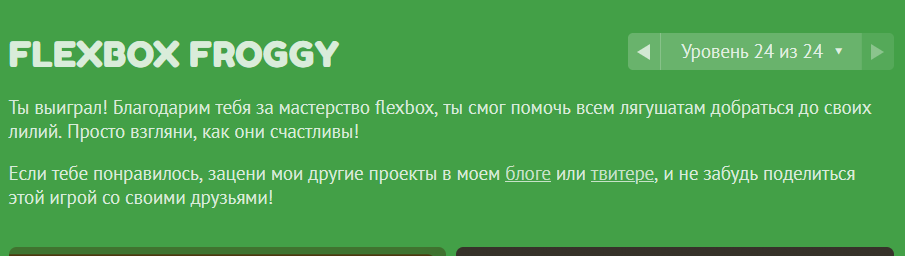 FLEXBOX FROGGY
Уровень 24 из 24
Ты выиграл! Благодарим тебя за мастерство flexbox, ты смог помочь всем лягушатам добраться до своих
лилий. Просто взгляни, как они счастливы!
Если тебе понравилось, зацени мои другие проекты в моем блоге или твитере, и не забудь поделиться
этой игрой со своими друзьями!